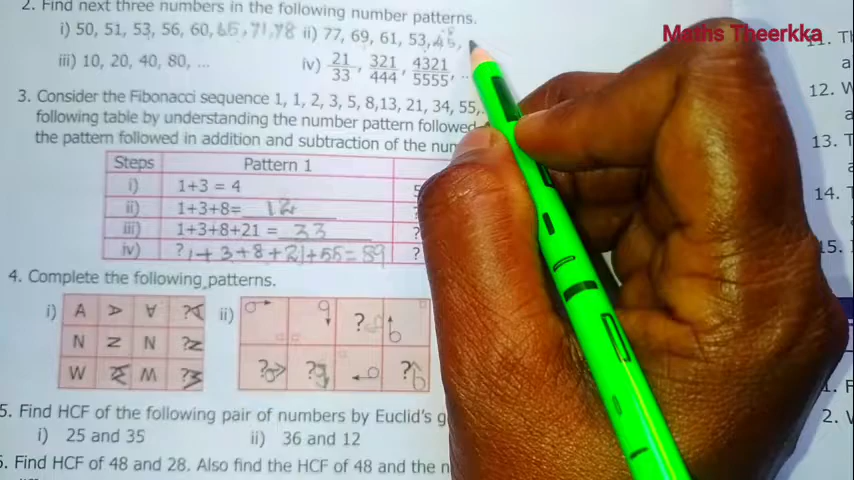 2. Find next three numbers in the following number patterns.
Maths Theerkka
i) 50, 51, 53, 56, 60, 65, 71, 78 ii) 77, 69, 61, 53, 45,
iii) 10, 20, 40, 80, ... iv) 21/33, 321/444, 4321/5555, ..
3. Consider the Fibonacci sequence 1, 1, 2, 3, 5, 8,13, 21, 34, 55,
following table by understanding the number pattern followed
the pattern followed in addition and subtraction of the num
Steps Pattern 1
i) 1+3 = 4
ii) 1+3+8= 12 ?
iii) 1+3+8+21 = 33 ?
iv) ? 1+3+8+21+55=89 ?
4. Complete the following patterns.
i) A A A ?A ii) ?
N N N ?N
W W W ?W ? ? ?
5. Find HCF of the following pair of numbers by Euclid's
i) 25 and 35 ii) 36 and 12
6. Find HCF of 48 and 28. Also find the HCF of 48 and the n
11.
12.
13.
14.
15.
1.
2.